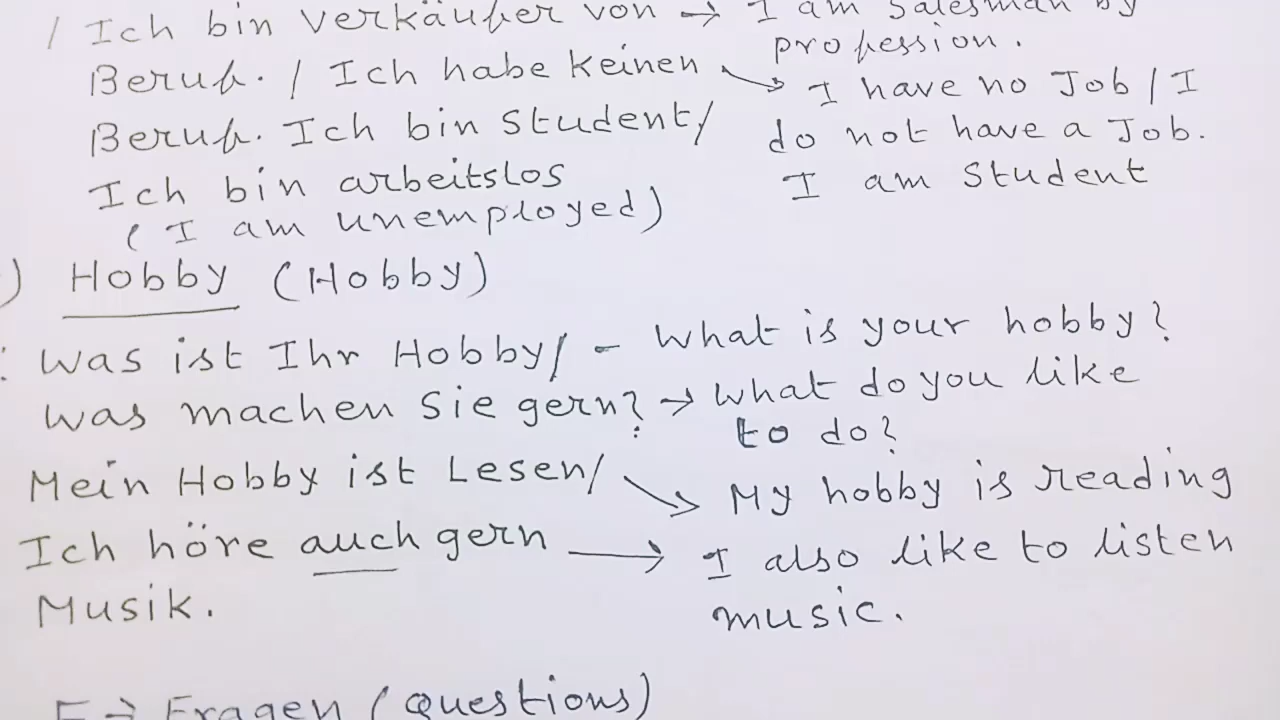 / Ich bin Verkäufer von → I am Salesman by
profession.
Beruf. / Ich habe keinen → I have no Job / I
Beruf. Ich bin Student/ do not have a Job.
Ich bin arbeitslos I am Student
( I am unemployed)
) Hobby (Hobby)
: Was ist Ihr Hobby/ - What is your hobby?
Was machen Sie gern? → What do you like
to do?
Mein Hobby ist Lesen/ → My hobby is reading
Ich höre auch gern → I also like to listen
Musik. music.
F → Fragen (Questions)